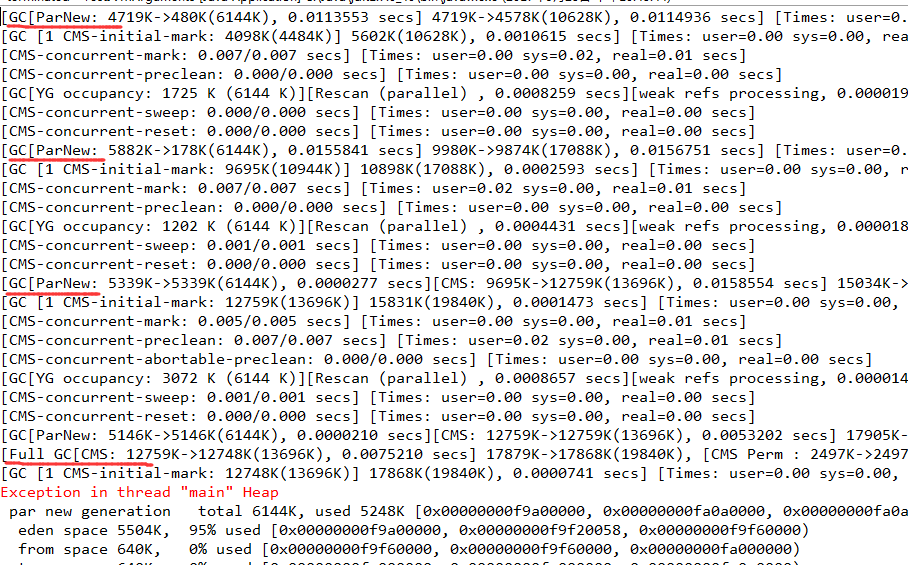 [GC[ParNew: 4719K->480K(6144K), 0.0113553 secs] 4719K->4578K(10628K), 0.0114936 secs] [Times: user=0.
[GC [1 CMS-initial-mark: 4098K(4484K)] 5602K(10628K), 0.0010615 secs] [Times: user=0.00 sys=0.00, rea
[CMS-concurrent-mark: 0.007/0.007 secs] [Times: user=0.00 sys=0.02, real=0.01 secs]
[CMS-concurrent-preclean: 0.000/0.000 secs] [Times: user=0.00 sys=0.00, real=0.00 secs]
[GC[YG occupancy: 1725 K (6144 K)][Rescan (parallel) , 0.0008259 secs][weak refs processing, 0.000019
[CMS-concurrent-sweep: 0.000/0.000 secs] [Times: user=0.00 sys=0.00, real=0.00 secs]
[CMS-concurrent-reset: 0.000/0.000 secs] [Times: user=0.00 sys=0.00, real=0.00 secs]
[GC[ParNew: 5882K->178K(6144K), 0.0155841 secs] 9980K->9874K(17088K), 0.0156751 secs] [Times: user=0.
[GC [1 CMS-initial-mark: 9695K(10944K)] 10898K(17088K), 0.0002593 secs] [Times: user=0.00 sys=0.00, r
[CMS-concurrent-mark: 0.007/0.007 secs] [Times: user=0.02 sys=0.00, real=0.01 secs]
[CMS-concurrent-preclean: 0.000/0.000 secs] [Times: user=0.00 sys=0.00, real=0.00 secs]
[GC[YG occupancy: 1202 K (6144 K)][Rescan (parallel) , 0.0004431 secs][weak refs processing, 0.000018
[CMS-concurrent-sweep: 0.001/0.001 secs] [Times: user=0.00 sys=0.00, real=0.00 secs]
[CMS-concurrent-reset: 0.000/0.000 secs] [Times: user=0.00 sys=0.00, real=0.00 secs]
[GC[ParNew: 5339K->5339K(6144K), 0.0000277 secs][CMS: 9695K->12759K(13696K), 0.0158554 secs] 15034K->
[GC [1 CMS-initial-mark: 12759K(13696K)] 15831K(19840K), 0.0001473 secs] [Times: user=0.00 sys=0.00,
[CMS-concurrent-mark: 0.005/0.005 secs] [Times: user=0.00 sys=0.00, real=0.01 secs]
[CMS-concurrent-preclean: 0.007/0.007 secs] [Times: user=0.02 sys=0.00, real=0.01 secs]
[CMS-concurrent-abortable-preclean: 0.000/0.000 secs] [Times: user=0.00 sys=0.00, real=0.00 secs]
[GC[YG occupancy: 3072 K (6144 K)][Rescan (parallel) , 0.0008657 secs][weak refs processing, 0.000014
[CMS-concurrent-sweep: 0.001/0.001 secs] [Times: user=0.00 sys=0.00, real=0.00 secs]
[CMS-concurrent-reset: 0.000/0.000 secs] [Times: user=0.00 sys=0.00, real=0.00 secs]
[GC[ParNew: 5146K->5146K(6144K), 0.0000210 secs][CMS: 12759K->12759K(13696K), 0.0053202 secs] 17905K-
[Full GC[CMS: 12759K->12748K(13696K), 0.0075210 secs] 17879K->17868K(19840K), [CMS Perm : 2497K->2497
[GC [1 CMS-initial-mark: 12748K(13696K)] 17868K(19840K), 0.0000741 secs] [Times: user=0.00 sys=0.00,
Exception in thread "main" Heap
par new generation total 6144K, used 5248K [0x00000000f9a00000, 0x00000000fa0a0000, 0x00000000fa0a
eden space 5504K, 95% used [0x00000000f9a00000, 0x00000000f9f20058, 0x00000000f9f60000)
from space 640K, 0% used [0x00000000f9f60000, 0x00000000f9f60000, 0x00000000fa000000)